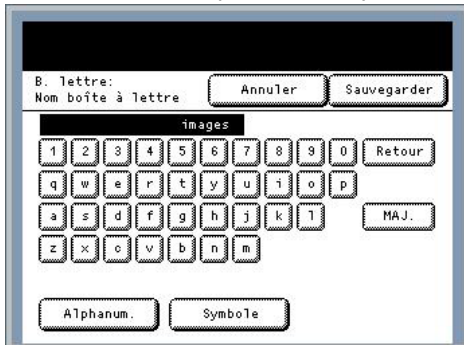 B. lettre:
Nom boîte à lettre
Annuler
Sauvegarder
images
1 2 3 4 5 6 7 8 9 0 Retour
q w e r t y u i o p
a s d f g h j k l MAJ.
z x c v b n m
Alphanum. Symbole